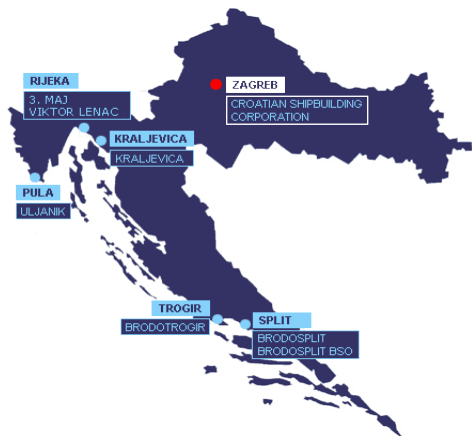 RIJEKA
3. MAJ
VIKTOR LENAC
ZAGREB
CROATIAN SHIPBUILDING
CORPORATION
KRALJEVICA
KRALJEVICA
PULA
ULJANIK
TROGIR
BRODOTROGIR
SPLIT
BRODOSPLIT
BRODOSPLIT BSO